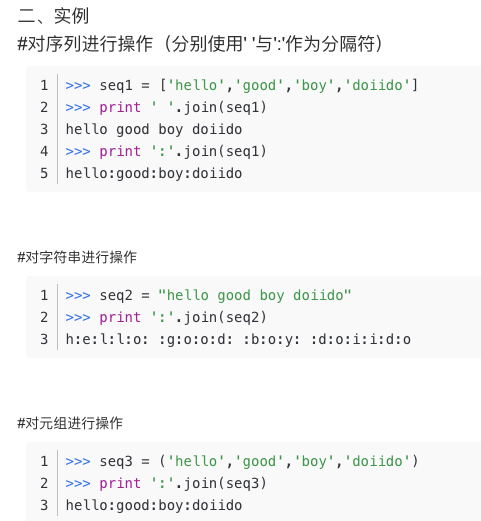 二、实例
#对序列进行操作（分别使用' '与':'作为分隔符）
1 >>> seq1 = ['hello','good','boy','doiido']
2 >>> print ' '.join(seq1)
3 hello good boy doiido
4 >>> print ':'.join(seq1)
5 hello:good:boy:doiido
#对字符串进行操作
1 >>> seq2 = "hello good boy doiido"
2 >>> print ':'.join(seq2)
3 h:e:l:l:o: :g:o:o:d: :b:o:y: :d:o:i:i:d:o
#对元组进行操作
1 >>> seq3 = ('hello','good','boy','doiido')
2 >>> print ':'.join(seq3)
3 hello:good:boy:doiido